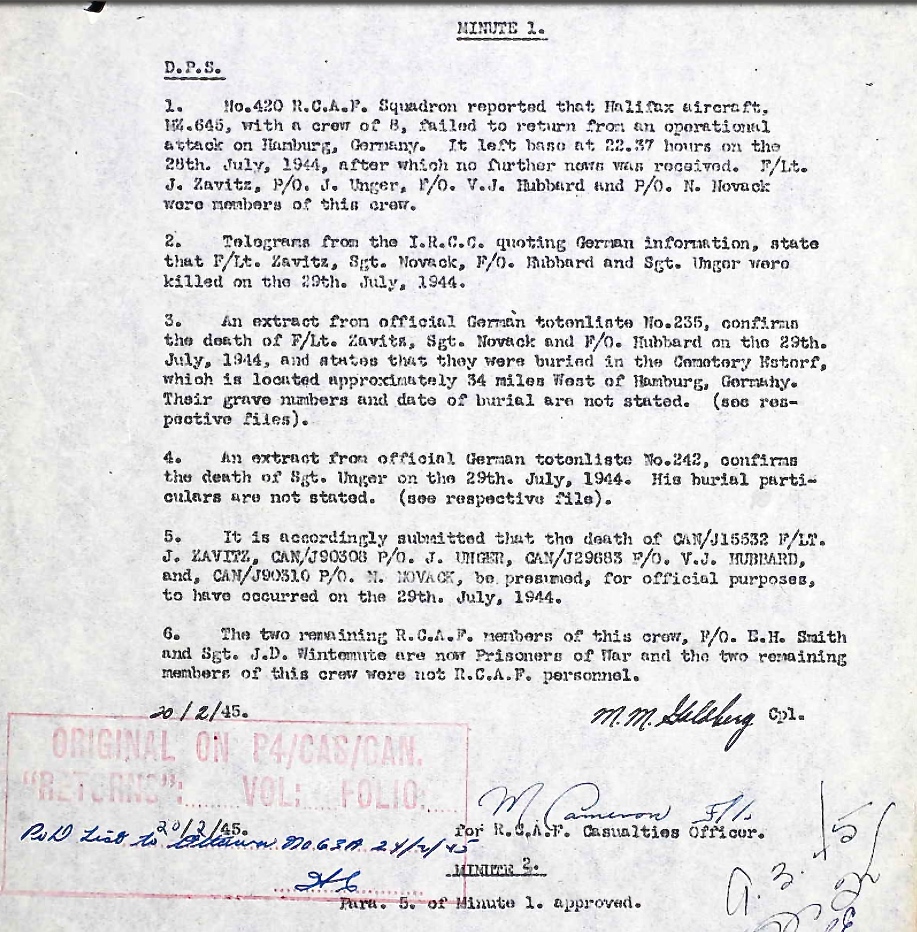 MINUTE 1.
D.P.S.
1. No.420 R.C.A.F. Squadron reported that Halifax aircraft,
MZ.645, with a crew of 8, failed to return from an operational
attack on Hamburg, Germany. It left base at 22.37 hours on the
28th. July, 1944, after which no further news was received. F/Lt.
J. Zavitz, P/O. J. Unger, F/O. V.J. Hubbard and P/O. N. Novack
were members of this crew.
2. Telegrams from the I.R.C.C. quoting German information, state
that F/Lt. Zavitz, Sgt. Novack, F/O. Hubbard and Sgt. Unger were
killed on the 29th. July, 1944.
3. An extract from official German totenliste No.235, confirms
the death of F/Lt. Zavitz, Sgt. Novack and F/O. Hubbard on the 29th.
July, 1944, and states that they were buried in the Cemetery Estorf,
which is located approximately 34 miles West of Hamburg, Germahy.
Their grave numbers and date of burial are not stated. (see res-
pective files).
4. An extract from official German totenliste No.242, confirms
the death of Sgt. Unger on the 29th. July, 1944. His burial parti-
culars are not stated. (see respective file).
5. It is accordingly submitted that the death of CAN/J15532 F/LT.
J. ZAVITZ, CAN/J90308 P/O. J. UNGER, CAN/J29683 F/O. V.J. HUBBARD,
and, CAN/J90310 P/O. N. NOVACK, be presumed, for official purposes,
to have occurred on the 29th. July, 1944.
6. The two remaining R.C.A.F. members of this crew, F/O. E.H. Smith
and Sgt. J.D. Wintemute are now Prisoners of War and the two remaining
members of this crew were not R.C.A.F. personnel.
20/2/45.
M. M. Goldberg Cpl.
ORIGINAL ON P4/CAS/CAN.
"RETURNS": VOL: FOLIO:
M Cameron F/L.
20/2/45.
for R.C.A.F. Casualties Officer.
PoD List to Ottawa No 63A 24/2/45
MINUTE 2.
Para. 5. of Minute 1. approved.